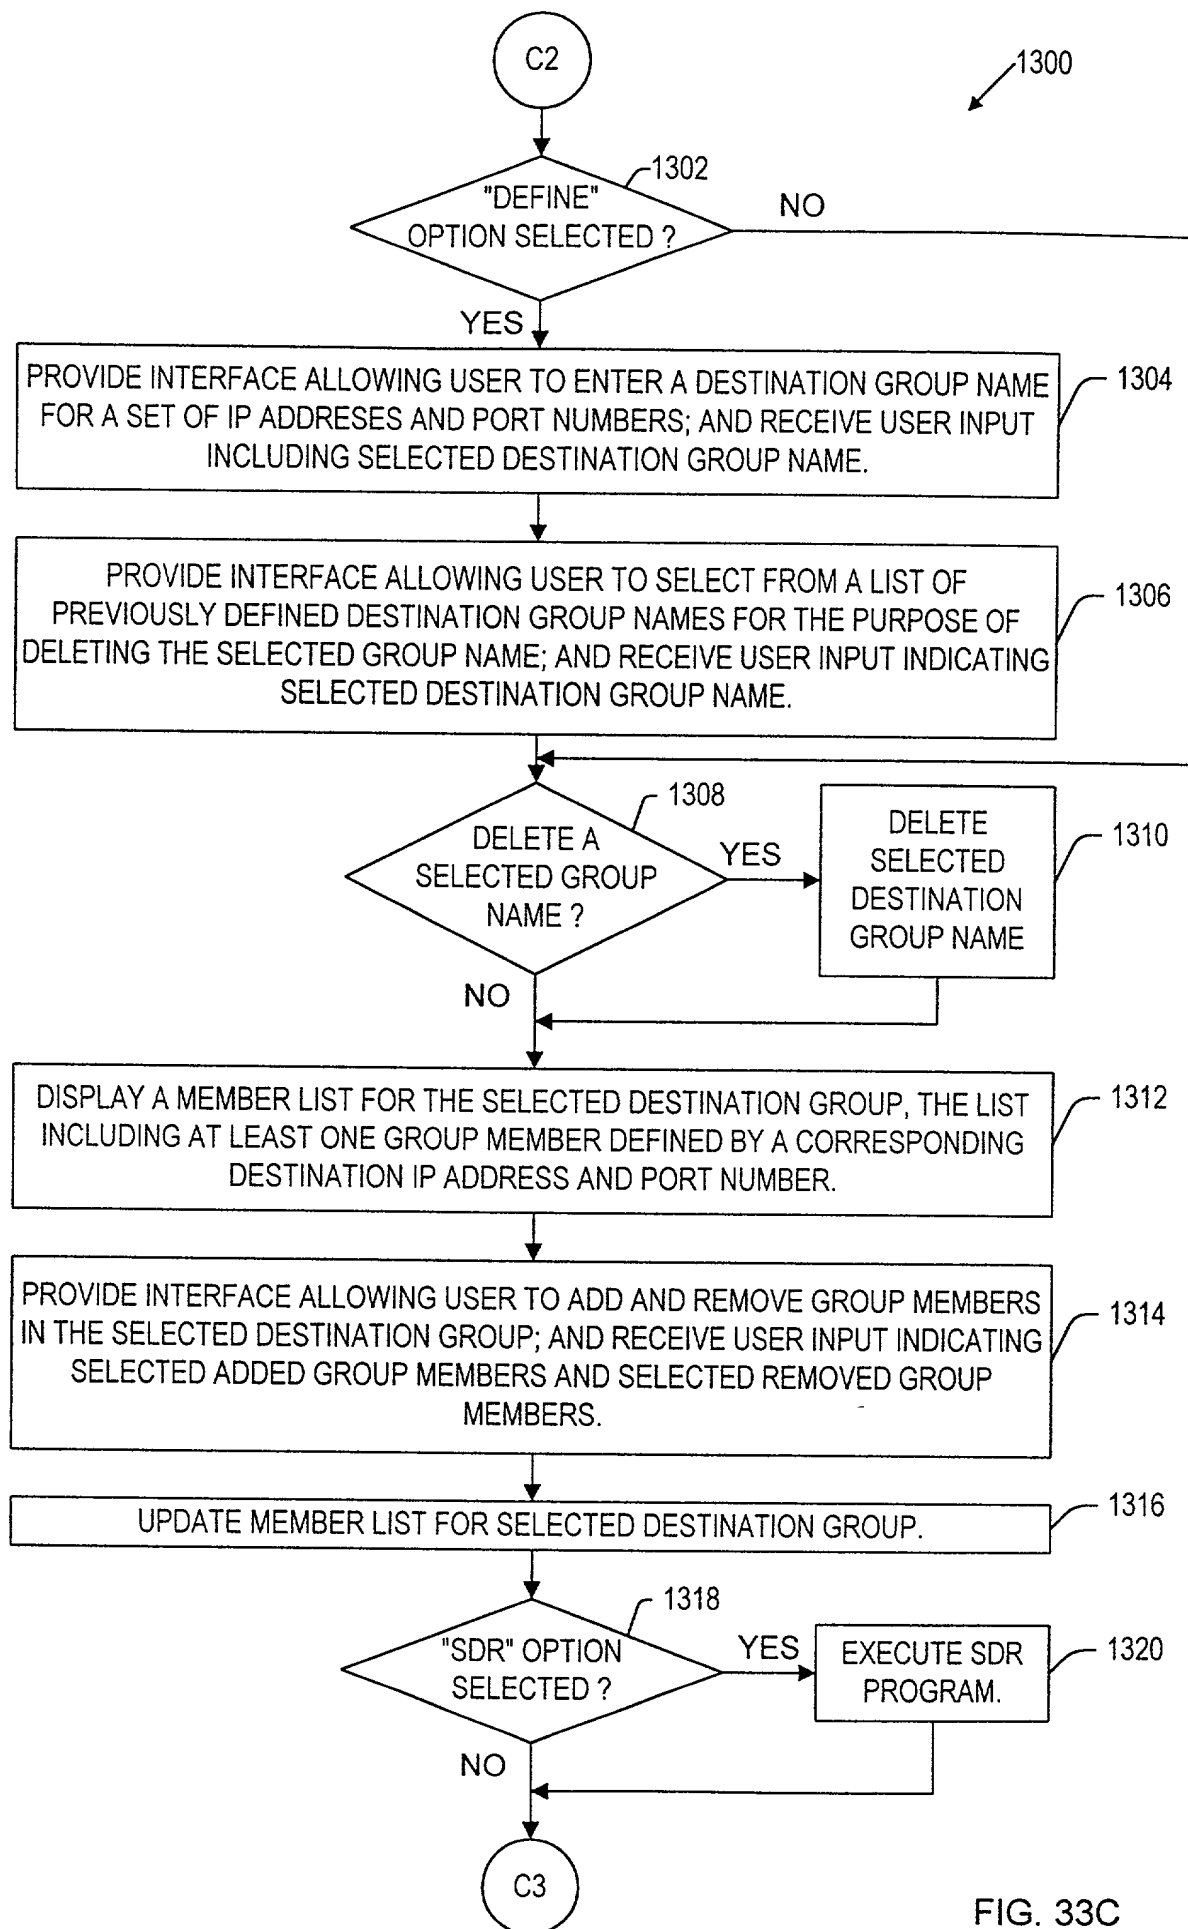 C2
1300
1302
"DEFINE"
OPTION SELECTED ?
NO
YES
PROVIDE INTERFACE ALLOWING USER TO ENTER A DESTINATION GROUP NAME
FOR A SET OF IP ADDRESES AND PORT NUMBERS; AND RECEIVE USER INPUT
INCLUDING SELECTED DESTINATION GROUP NAME.
1304
PROVIDE INTERFACE ALLOWING USER TO SELECT FROM A LIST OF
PREVIOUSLY DEFINED DESTINATION GROUP NAMES FOR THE PURPOSE OF
DELETING THE SELECTED GROUP NAME; AND RECEIVE USER INPUT INDICATING
SELECTED DESTINATION GROUP NAME.
1306
1308
DELETE A
SELECTED GROUP
NAME ?
YES
DELETE
SELECTED
DESTINATION
GROUP NAME
1310
NO
DISPLAY A MEMBER LIST FOR THE SELECTED DESTINATION GROUP, THE LIST
INCLUDING AT LEAST ONE GROUP MEMBER DEFINED BY A CORRESPONDING
DESTINATION IP ADDRESS AND PORT NUMBER.
1312
PROVIDE INTERFACE ALLOWING USER TO ADD AND REMOVE GROUP MEMBERS
IN THE SELECTED DESTINATION GROUP; AND RECEIVE USER INPUT INDICATING
SELECTED ADDED GROUP MEMBERS AND SELECTED REMOVED GROUP
MEMBERS.
1314
UPDATE MEMBER LIST FOR SELECTED DESTINATION GROUP.
1316
1318
"SDR" OPTION
SELECTED ?
YES
EXECUTE SDR
PROGRAM.
1320
NO
C3
FIG. 33C